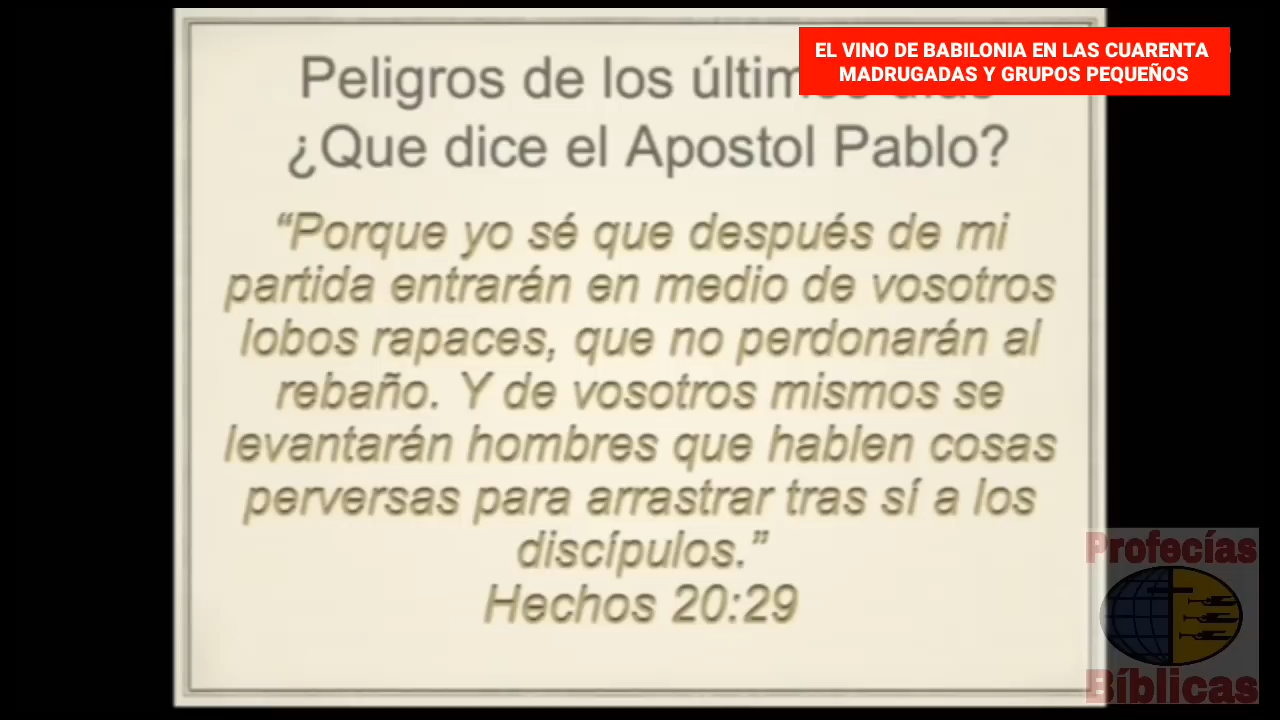 EL VINO DE BABILONIA EN LAS CUARENTA
MADRUGADAS Y GRUPOS PEQUEÑOS
Peligros de los
¿Que dice el Apostol Pablo?
“Porque yo sé que después de mi
partida entrarán en medio de vosotros
lobos rapaces, que no perdonarán al
rebaño. Y de vosotros mismos se
levantarán hombres que hablen cosas
perversas para arrastrar tras sí a los
discípulos.”
Hechos 20:29
Profecías
Bíblicas